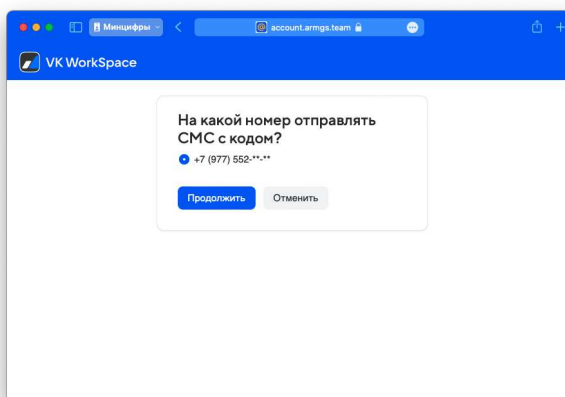 Минцифры
account.armgs.team
VK WorkSpace
На какой номер отправлять
СМС с кодом?
+7 (977) 552-**-**
Продолжить
Отменить